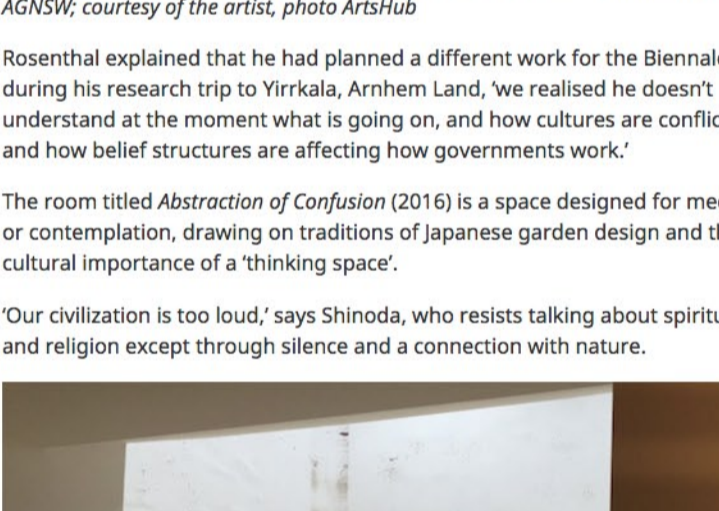 AGNSW; courtesy of the artist, photo ArtsHub
Rosenthal explained that he had planned a different work for the Biennale
during his research trip to Yirrkala, Arnhem Land, ‘we realised he doesn’t
understand at the moment what is going on, and how cultures are conflic
and how belief structures are affecting how governments work.’
The room titled Abstraction of Confusion (2016) is a space designed for me
or contemplation, drawing on traditions of Japanese garden design and th
cultural importance of a ‘thinking space’.
‘Our civilization is too loud,’ says Shinoda, who resists talking about spiritu
and religion except through silence and a connection with nature.